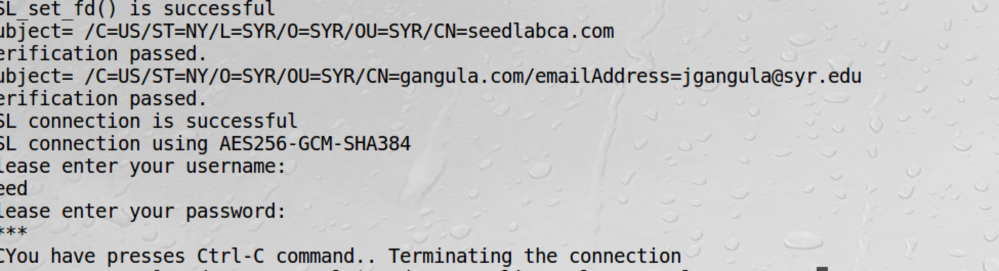 SL_set_fd() is successful
ubject= /C=US/ST=NY/L=SYR/O=SYR/OU=SYR/CN=seedlabca.com
erification passed.
ubject= /C=US/ST=NY/O=SYR/OU=SYR/CN=gangula.com/emailAddress=jgangula@syr.edu
erification passed.
SL connection is successful
SL connection using AES256-GCM-SHA384
lease enter your username:
eed
lease enter your password:
***
CYou have presses Ctrl-C command.. Terminating the connection